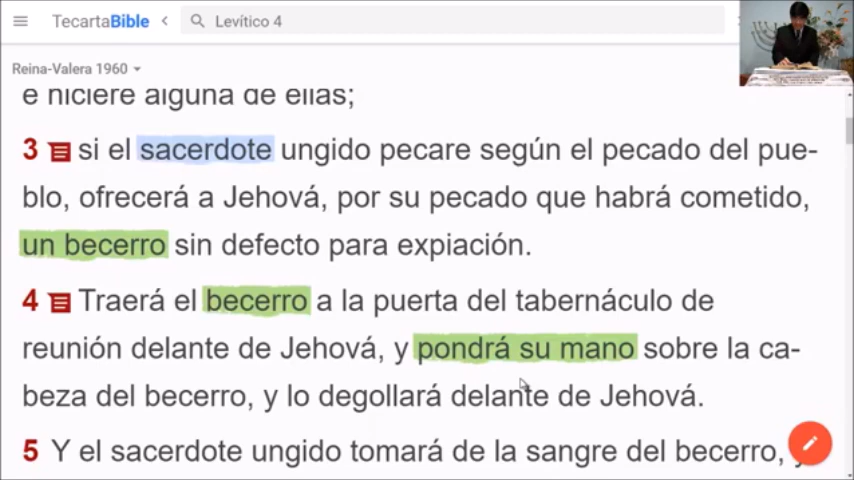 TecartaBible
Levítico 4
Reina-Valera 1960
e hiciere alguna de ellas;
3 si el sacerdote ungido pecare según el pecado del pue-
blo, ofrecerá a Jehová, por su pecado que habrá cometido,
un becerro sin defecto para expiación.
4 Traerá el becerro a la puerta del tabernáculo de
reunión delante de Jehová, y pondrá su mano sobre la ca-
beza del becerro, y lo degollará delante de Jehová.
5 Y el sacerdote ungido tomará de la sangre del becerro, y